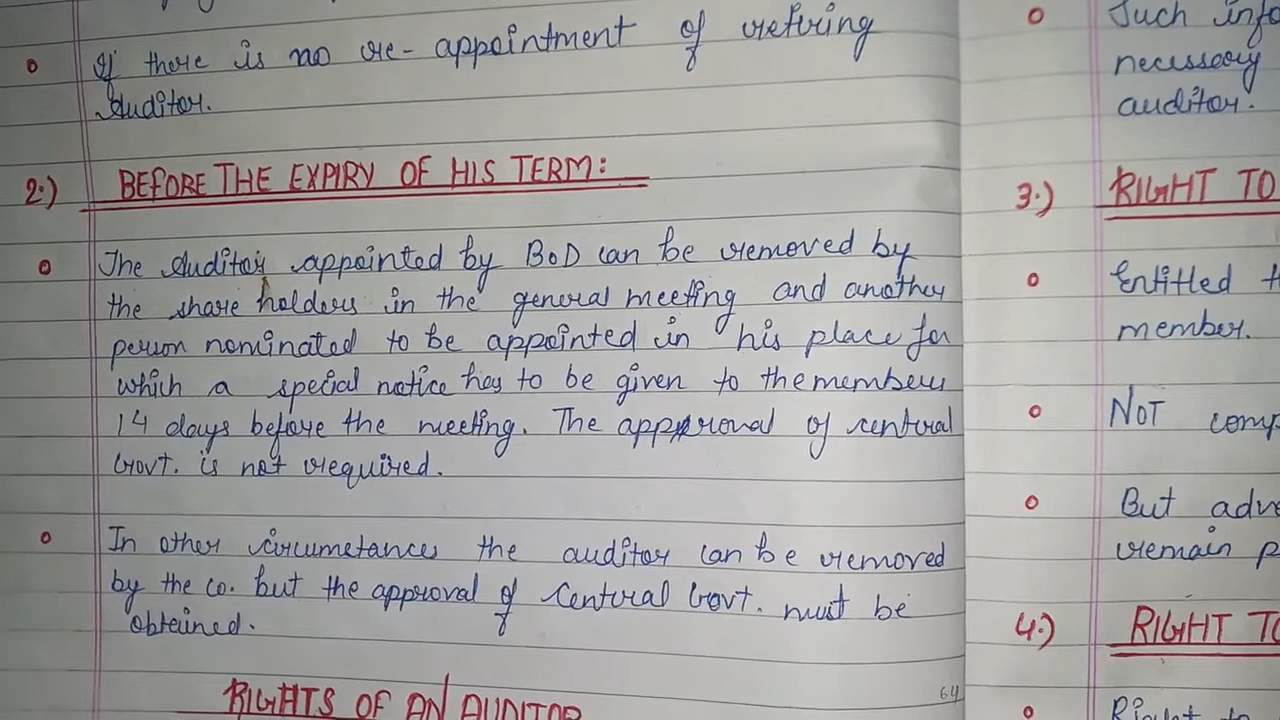 If there is no re-appointment of retiring
Auditor.
2.) BEFORE THE EXPIRY OF HIS TERM:
The Auditor appointed by BOD can be removed by
the share holders in the general meeting and another
person nominated to be appointed in his place for
which a special notice has to be given to the members
14 days before the meeting. The approval of central
Govt. is not required.
In other circumstances the auditor can be removed
by the co. but the approval of Central Govt. must be
obtained.
RIGHTS OF AN AUDITOR
64
Such
necessary
auditor.
3.) RIGHT TO
Entitled
member.
NOT
But
remain
4.) RIGHT TO
Right to